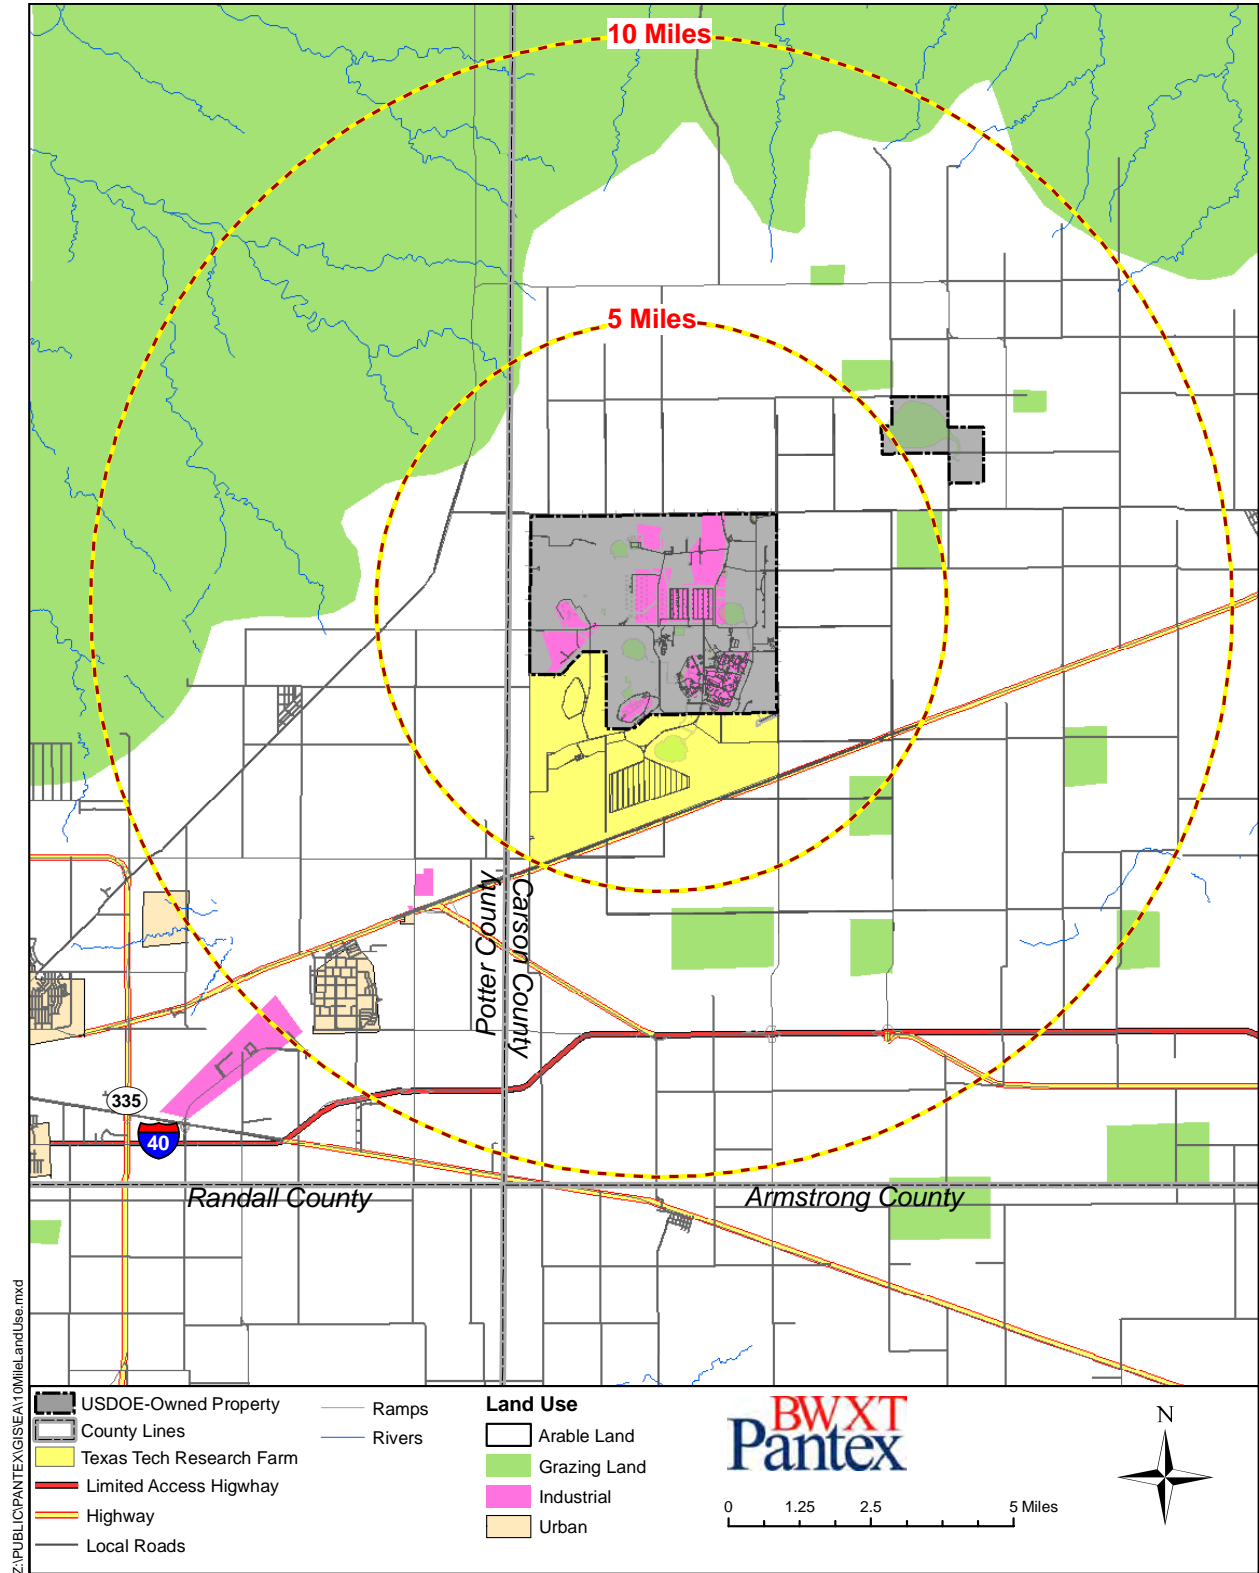 10 Miles
5 Miles
Potter County
Carson County
335
40
Randall County
Armstrong County
Z:\PUBLIC\PANTEX\GIS\EA\10MileLandUse.mxd
USDOE-Owned Property
County Lines
Texas Tech Research Farm
Limited Access Higwhay
Highway
Local Roads
Ramps
Rivers
Land Use
Arable Land
Grazing Land
Industrial
Urban
BWXT
Pantex
0 1.25 2.5 5 Miles
N